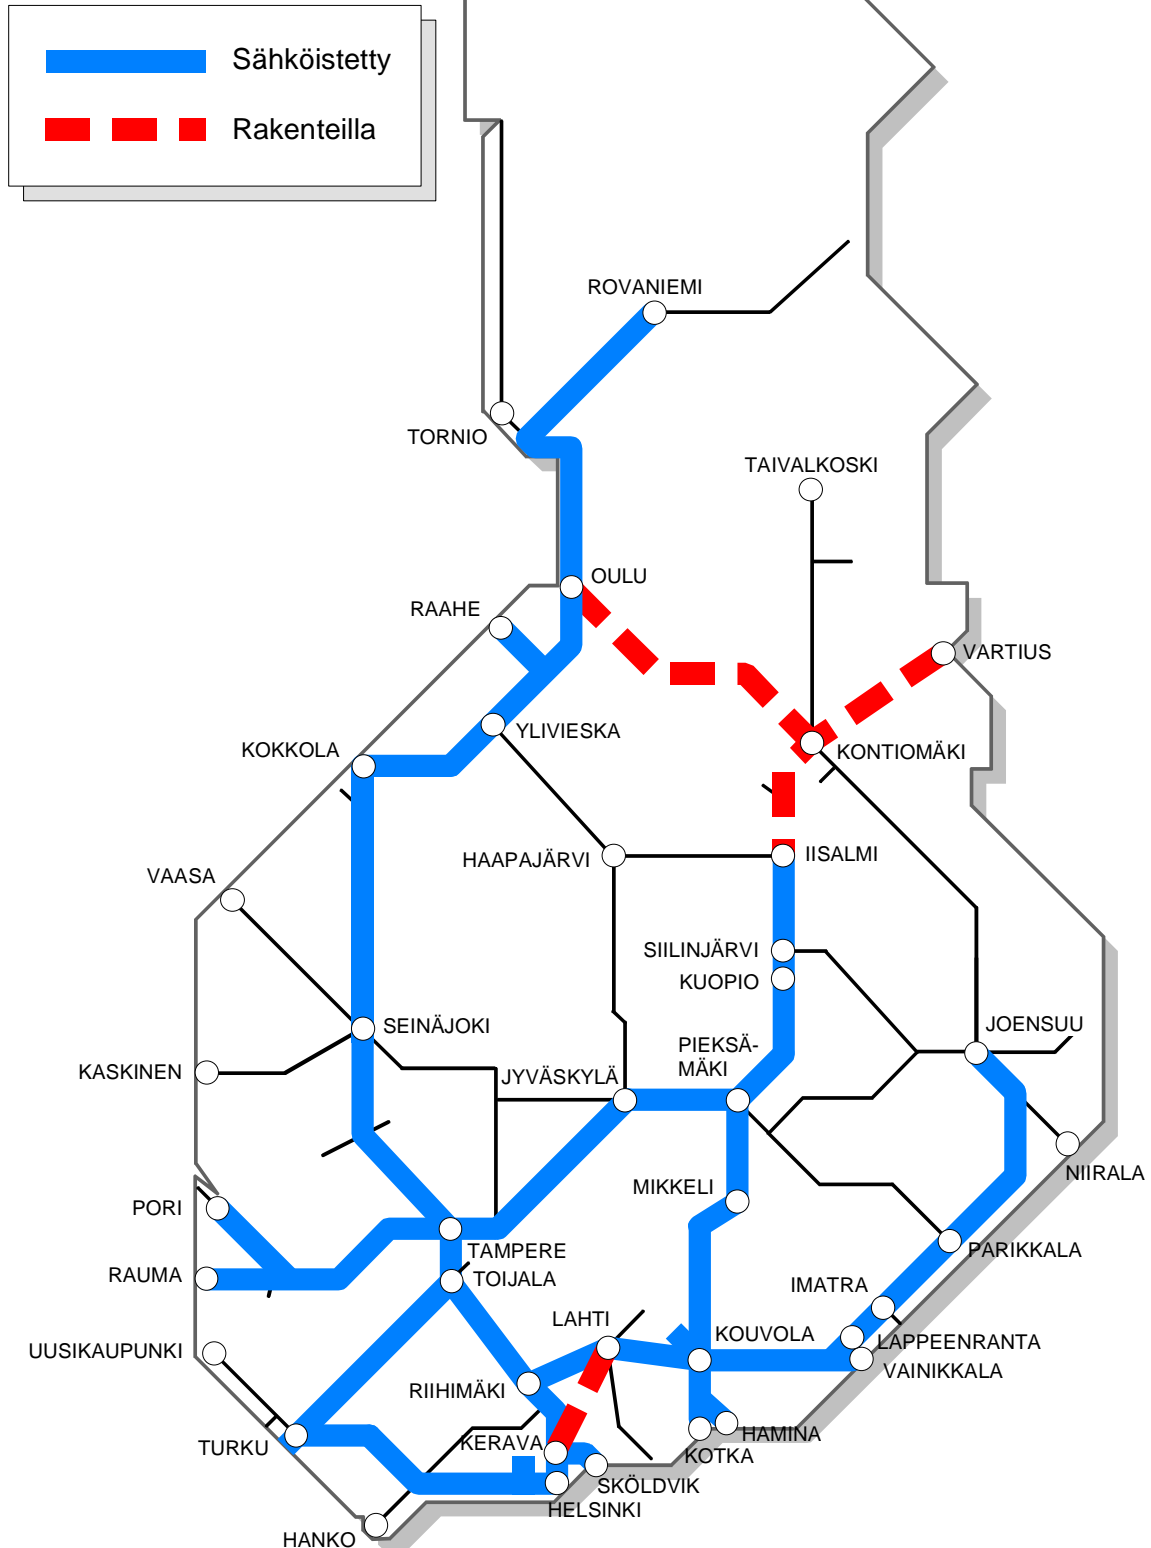 Sähköistetty
Rakenteilla
ROVANIEMI
TORNIO
TAIVALKOSKI
OULU
RAAHE
VARTIUS
YLIVIESKA
KOKKOLA
KONTIOMÄKI
HAAPAJÄRVI
IISALMI
VAASA
SIILINJÄRVI
KUOPIO
SEINÄJOKI
JOENSUU
PIEKSÄ-
MÄKI
KASKINEN
JYVÄSKYLÄ
NIIRALA
MIKKELI
PORI
TAMPERE
PARIKKALA
RAUMA
TOIJALA
IMATRA
LAHTI
KOUVOLA
LAPPEENRANTA
UUSIKAUPUNKI
VAINIKKALA
RIIHIMÄKI
HAMINA
TURKU
KERAVA
KOTKA
SKÖLDVIK
HELSINKI
HANKO